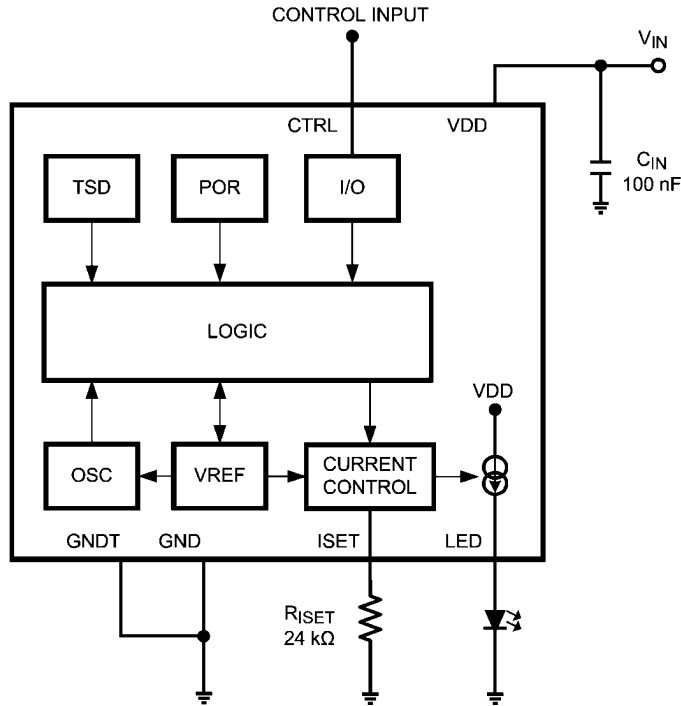 CONTROL INPUT
VIN
CTRL
VDD
CIN
100 nF
TSD
POR
I/O
LOGIC
VDD
OSC
VREF
CURRENT
CONTROL
GNDT
GND
ISET
LED
RISET
24 kΩ